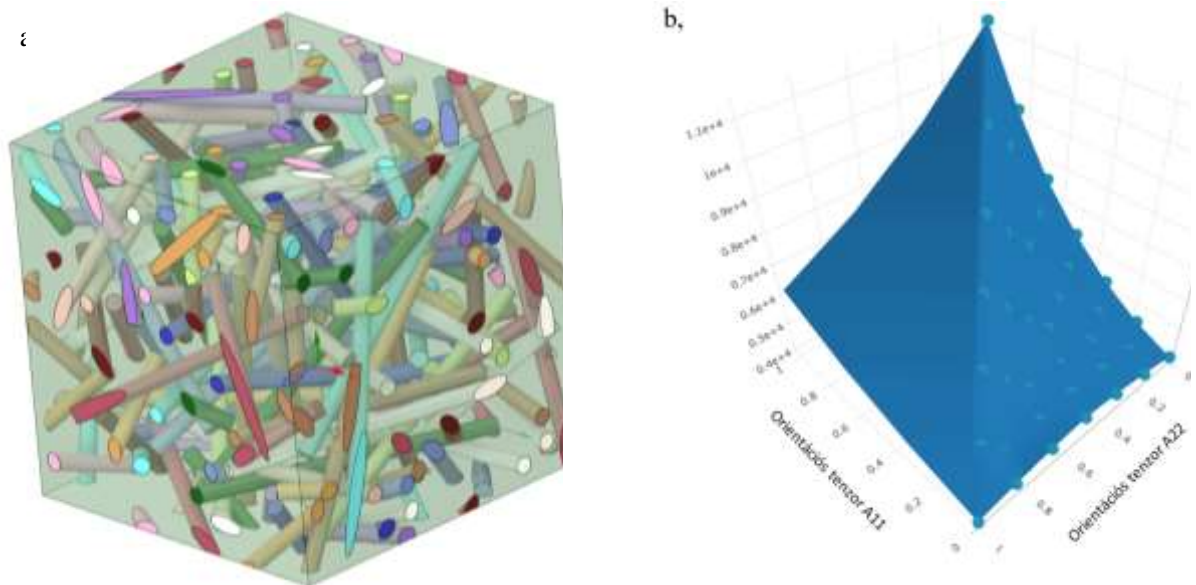 a
b,
1.1e+4
1e+4
0.9e+4
0.8e+4
0.7e+4
0.6e+4
0.5e+4
0.4e+4
1
0.8
0.6
0.4
0.2
0
Orientációs tenzor A11
1
0.8
0.6
0.4
0.2
0
Orientációs tenzor A22